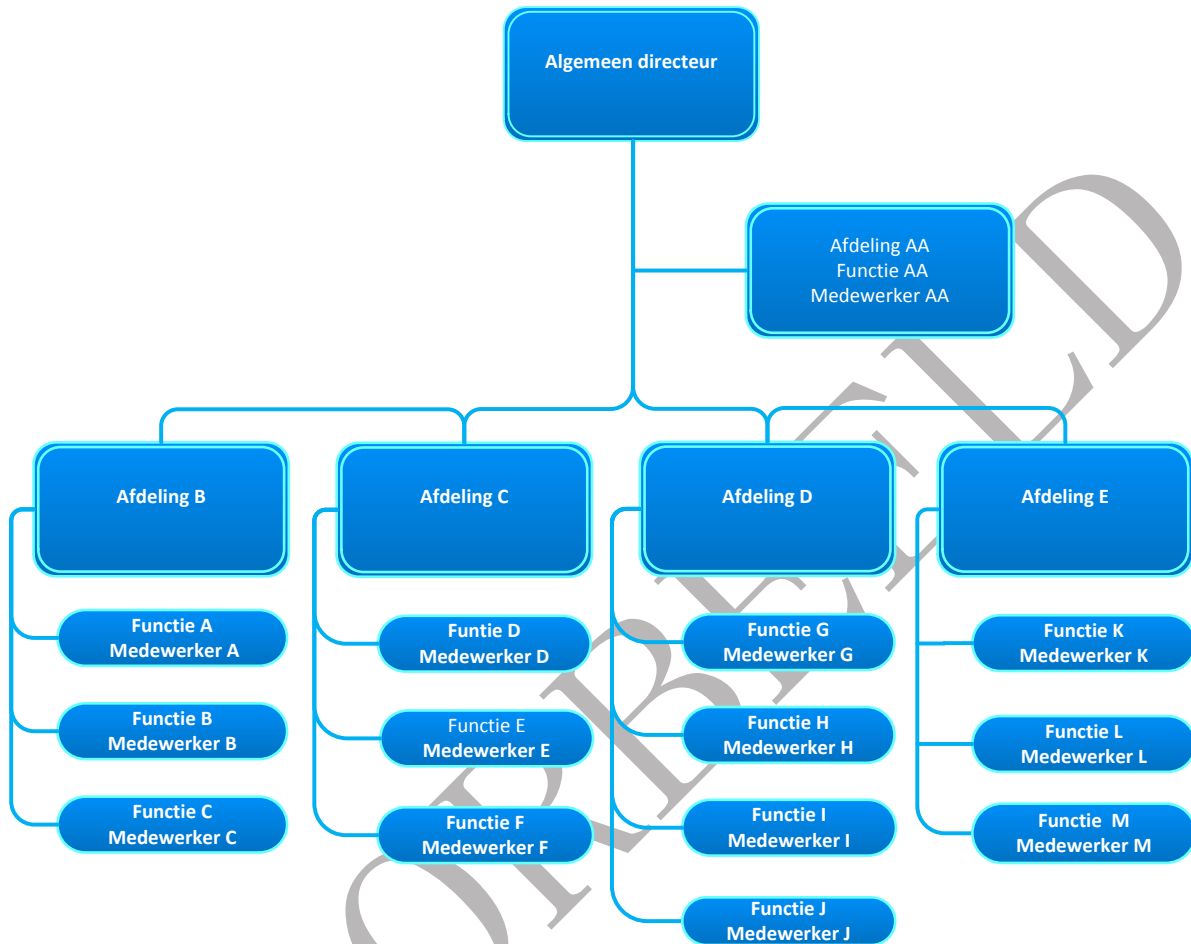 Algemeen directeur
Afdeling AA
Functie AA
Medewerker AA
Afdeling B
Functie A
Medewerker A
Functie B
Medewerker B
Functie C
Medewerker C
Afdeling C
Funtie D
Medewerker D
Functie E
Medewerker E
Functie F
Medewerker F
Afdeling D
Functie G
Medewerker G
Functie H
Medewerker H
Functie I
Medewerker I
Functie J
Medewerker J
Afdeling E
Functie K
Medewerker K
Functie L
Medewerker L
Functie  M
Medewerker M